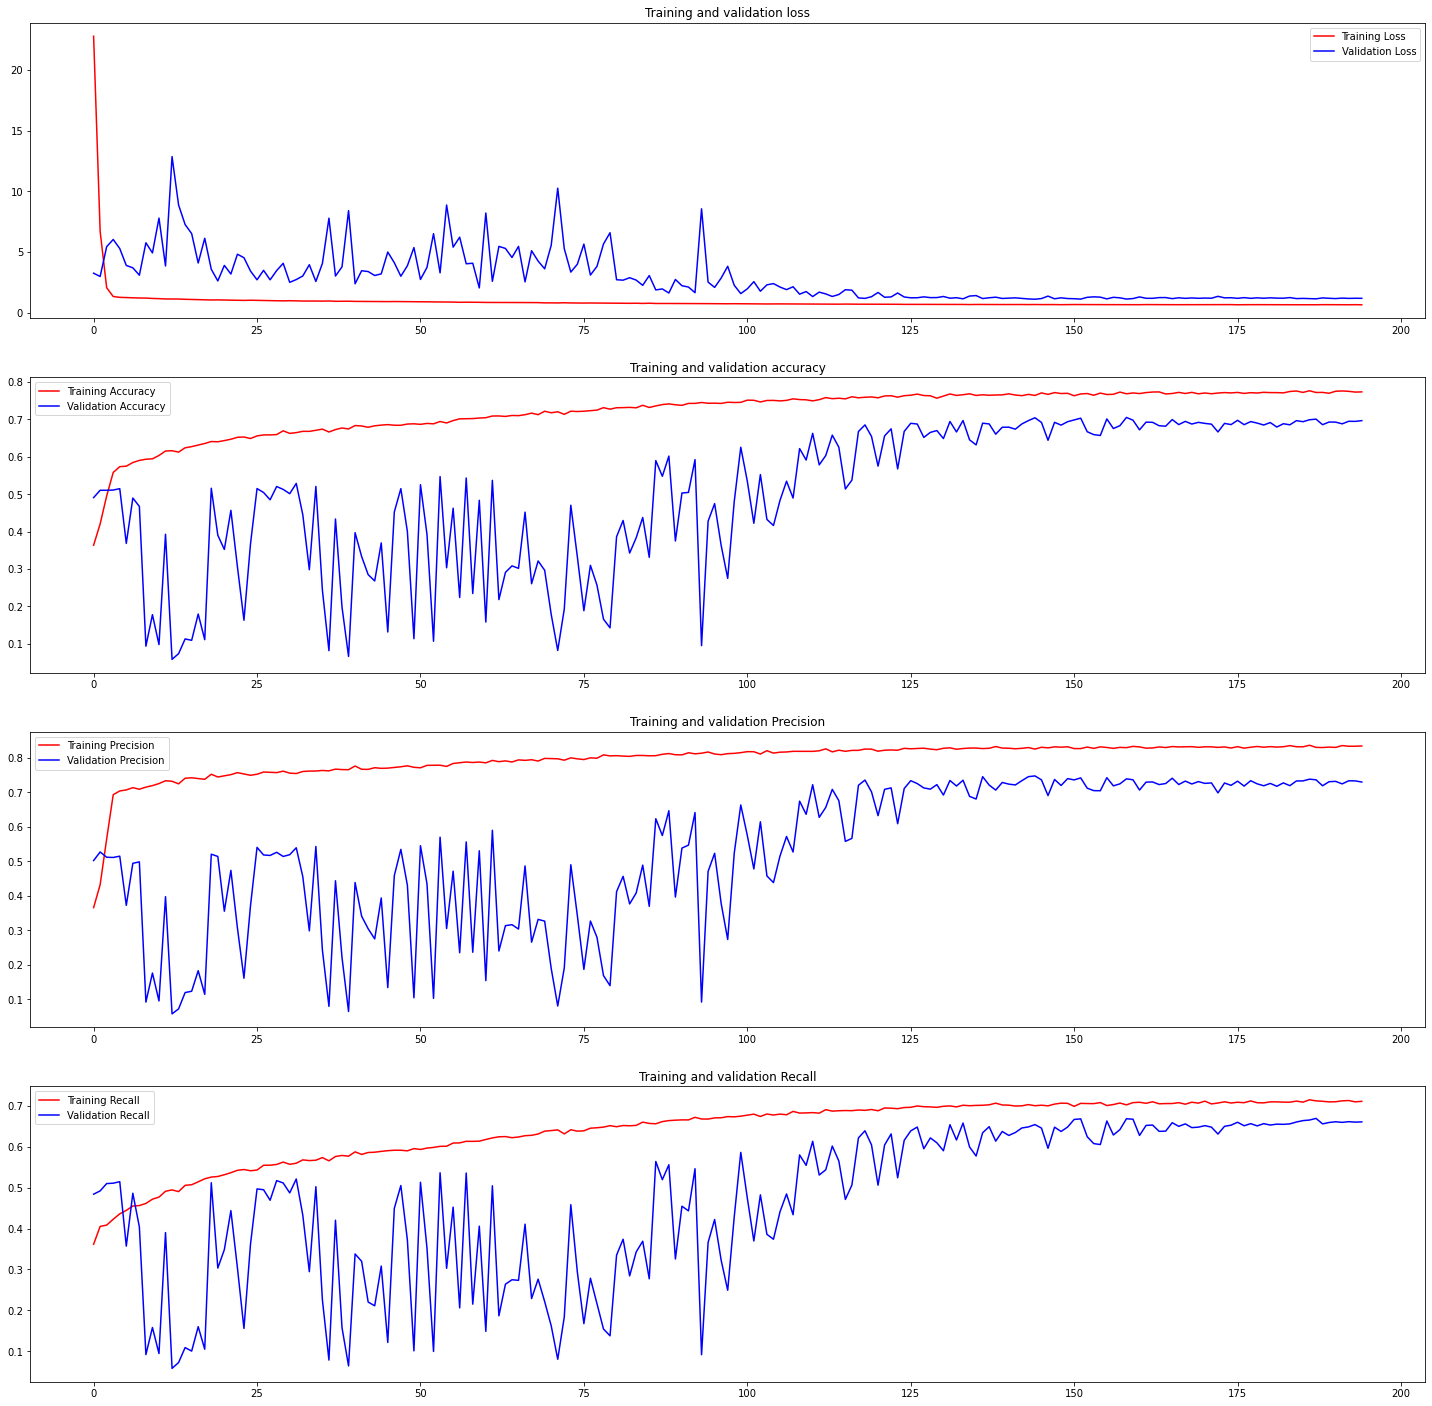 Training and validation loss
Training Loss
Validation Loss
20
15
10
5
0
0 25 50 75 100 125 150 175 200
Training and validation accuracy
Training Accuracy
Validation Accuracy
0.8
0.7
0.6
0.5
0.4
0.3
0.2
0.1
0 25 50 75 100 125 150 175 200
Training and validation Precision
Training Precision
Validation Precision
0.8
0.7
0.6
0.5
0.4
0.3
0.2
0.1
0 25 50 75 100 125 150 175 200
Training and validation Recall
Training Recall
Validation Recall
0.7
0.6
0.5
0.4
0.3
0.2
0.1
0 25 50 75 100 125 150 175 200